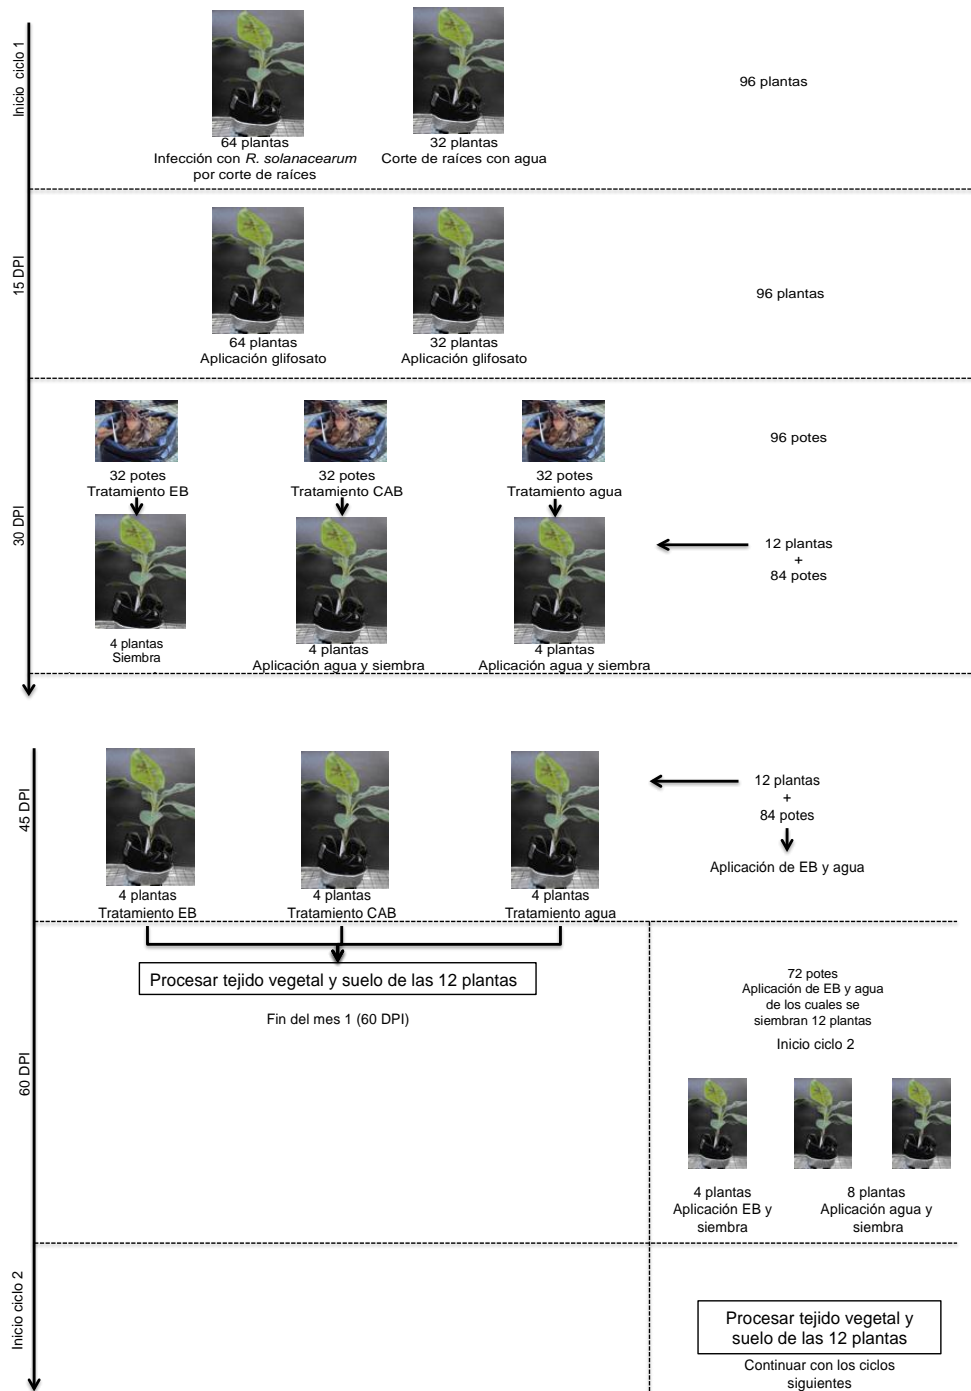 Inicio ciclo 1
64 plantas
Infección con R. solanacearum
por corte de raíces
32 plantas
Corte de raíces con agua
96 plantas
15 DPI
64 plantas
Aplicación glifosato
32 plantas
Aplicación glifosato
96 plantas
30 DPI
32 potes
Tratamiento EB
32 potes
Tratamiento CAB
32 potes
Tratamiento agua
96 potes
4 plantas
Siembra
4 plantas
Aplicación agua y siembra
4 plantas
Aplicación agua y siembra
12 plantas
+
84 potes
45 DPI
4 plantas
Tratamiento EB
4 plantas
Tratamiento CAB
4 plantas
Tratamiento agua
12 plantas
+
84 potes
Aplicación de EB y agua
60 DPI
Procesar tejido vegetal y suelo de las 12 plantas
Fin del mes 1 (60 DPI)
72 potes
Aplicación de EB y agua
de los cuales se
siembran 12 plantas
Inicio ciclo 2
4 plantas
Aplicación EB y
siembra
8 plantas
Aplicación agua y
siembra
Inicio ciclo 2
Procesar tejido vegetal y
suelo de las 12 plantas
Continuar con los ciclos
siguientes